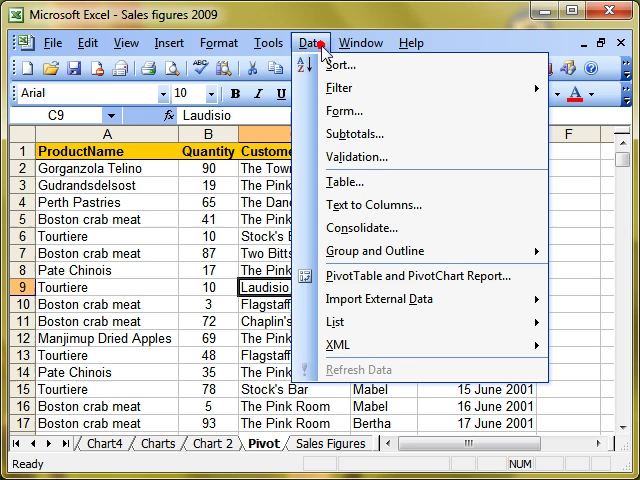 Microsoft Excel - Sales figures 2009
File Edit View Insert Format Tools Data Window Help
Arial 10 B I U A
C9 Laudisio
Sort...
Filter
Form...
Subtotals...
Validation...
Table...
Text to Columns...
Consolidate...
Group and Outline
PivotTable and PivotChart Report...
Import External Data
List
XML
Refresh Data
A B F
1 ProductName Quantity Custome
2 Gorganzola Telino 90 The Tow
3 Gudrandsdelsost 19 The Pink
4 Perth Pastries 65 The Dan
5 Boston crab meat 41 The Pink
6 Tourtiere 10 Stock's B
7 Boston crab meat 87 Two Bitts
8 Pate Chinois 17 The Pink
9 Tourtiere 10 Laudisio
10 Boston crab meat 3 Flagstaff
11 Boston crab meat 72 Chaplin's
12 Manjimup Dried Apples 69 The Pink
13 Tourtiere 48 Flagstaff
14 Pate Chinois 35 The Pink
15 Tourtiere 78 Stock's Bar Mabel 15 June 2001
16 Boston crab meat 5 The Pink Room Mabel 16 June 2001
17 Boston crab meat 93 The Pink Room Bertha 17 June 2001
Chart4 Charts Chart 2 Pivot Sales Figures
Ready NUM